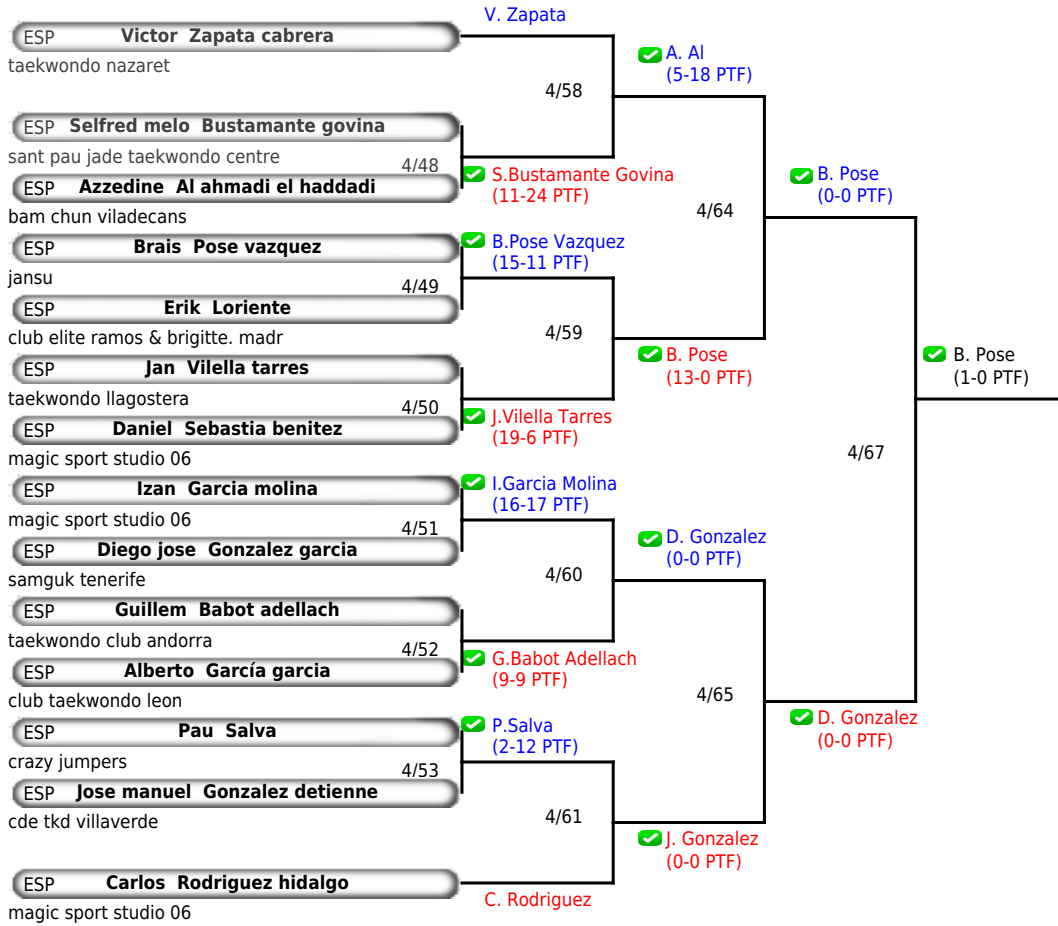 V. Zapata
ESP Victor Zapata cabrera
taekwondo nazaret
A. Al
(5-18 PTF)
4/58
ESP Selfred melo Bustamante govina
sant pau jade taekwondo centre
4/48
S.Bustamante Govina
(11-24 PTF)
ESP Azzedine Al ahmadi el haddadi
bam chun viladecans
B. Pose
(0-0 PTF)
4/64
ESP Brais Pose vazquez
jansu
B.Pose Vazquez
(15-11 PTF)
4/49
ESP Erik Loriente
club elite ramos & brigitte. madr
4/59
ESP Jan Vilella tarres
taekwondo llagostera
B. Pose
(13-0 PTF)
B. Pose
(1-0 PTF)
4/50
J.Vilella Tarres
(19-6 PTF)
ESP Daniel Sebastia benitez
magic sport studio 06
4/67
ESP Izan Garcia molina
magic sport studio 06
I.Garcia Molina
(16-17 PTF)
4/51
ESP Diego jose Gonzalez garcia
samguk tenerife
D. Gonzalez
(0-0 PTF)
4/60
ESP Guillem Babot adellach
taekwondo club andorra
4/52
G.Babot Adellach
(9-9 PTF)
ESP Alberto García garcia
club taekwondo leon
4/65
D. Gonzalez
(0-0 PTF)
ESP Pau Salva
crazy jumpers
P.Salva
(2-12 PTF)
4/53
ESP Jose manuel Gonzalez detienne
cde tkd villaverde
4/61
J. Gonzalez
(0-0 PTF)
ESP Carlos Rodriguez hidalgo
magic sport studio 06
C. Rodriguez